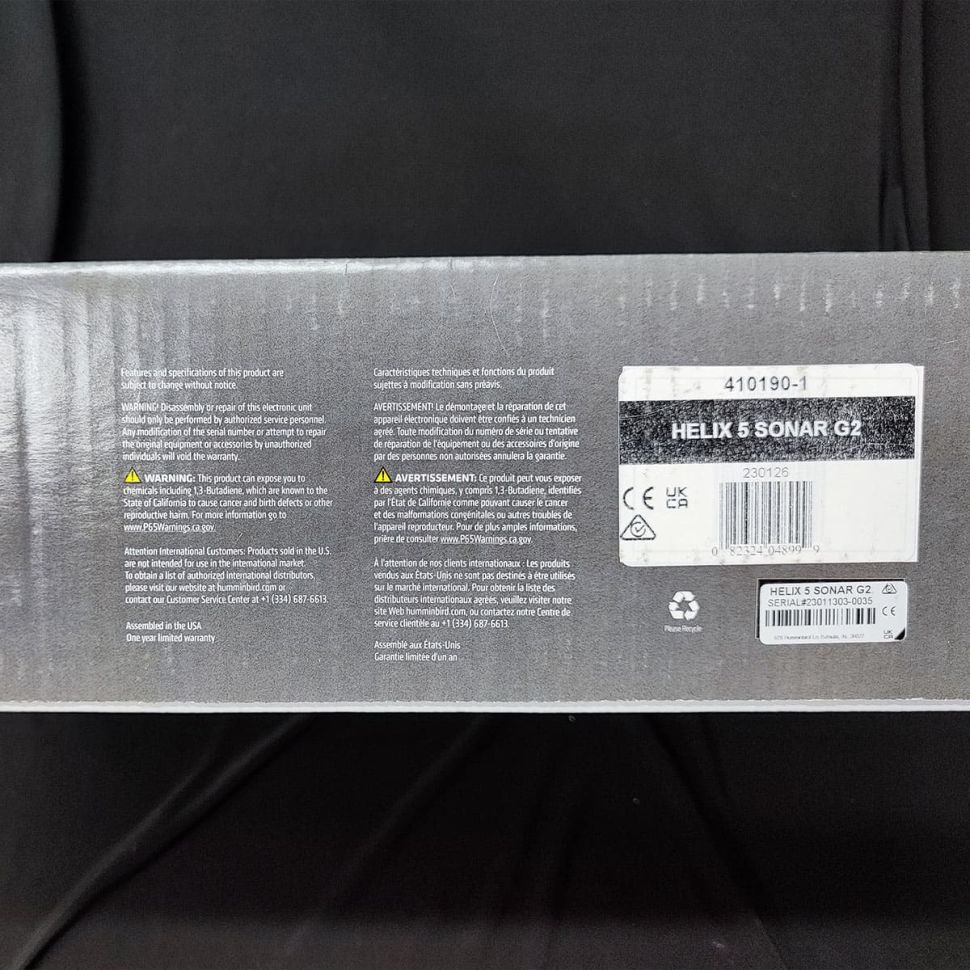 Features and specifications of this product are
subject to change without notice.
WARNING! Disassembly or repair of this electronic unit
should only be performed by authorized service personnel.
Any modification of the serial number or attempt to repair
the original equipment or accessories by unauthorized
individuals will void the warranty.
WARNING: This product can expose you to
chemicals including 1,3-Butadiene, which are known to the
State of California to cause cancer and birth defects or other
reproductive harm. For more information go to
www.P65Warnings.ca.gov.
Attention International Customers: Products sold in the U.S.
are not intended for use in the international market.
To obtain a list of authorized international distributors,
please visit our website at humminbird.com or
contact our Customer Service Center at +1 (334) 687-6613.
Assembled in the USA
One year limited warranty
Caractéristiques techniques et fonctions du produit
sujettes à modification sans préavis.
AVERTISSEMENT! Le démontage et la réparation de cet
appareil électronique doivent être confiés à un technicien
agréé. Toute modification du numéro de série ou tentative
de réparation de l'équipement ou des accessoires d'origine
par des personnes non autorisées annulera la garantie.
AVERTISSEMENT: Ce produit peut vous exposer
à des agents chimiques, y compris 1,3-Butadiene, identifiés
par l'État de Californie comme pouvant causer le cancer
et des malformations congénitales ou autres troubles de
l'appareil reproducteur. Pour de plus amples informations,
prière de consulter www.P65Warnings.ca.gov.
À l'attention de nos clients internationaux : Les produits
vendus aux États-Unis ne sont pas destinés à être utilisés
sur le marché international. Pour obtenir la liste des
distributeurs internationaux agréés, veuillez visiter notre
site Web humminbird.com, ou contactez notre Centre de
service clientèle au +1 (334) 687-6613.
Assemblé aux États-Unis
Garantie limitée d'un an
410190-1
HELIX 5 SONAR G2
230126
CE UK
CA
0 82324 04899 9
Please Recycle
HELIX 5 SONAR G2
SERIAL#23011303-0035
CE
UK
CA